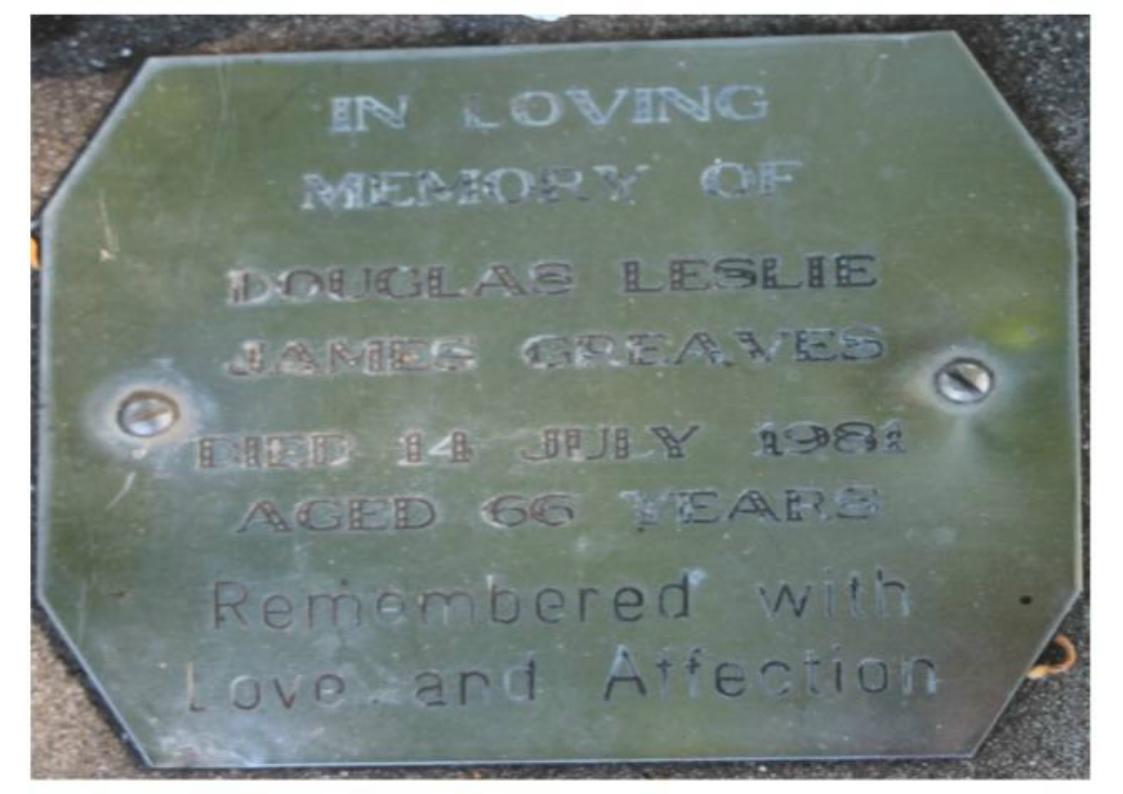 IN LOVING
MEMORY OF
DOUGLAS LESLIE
JAMES GREAVES
DIED 14 JULY 1981
AGED 66 YEARS
Remembered with
Love and Affection